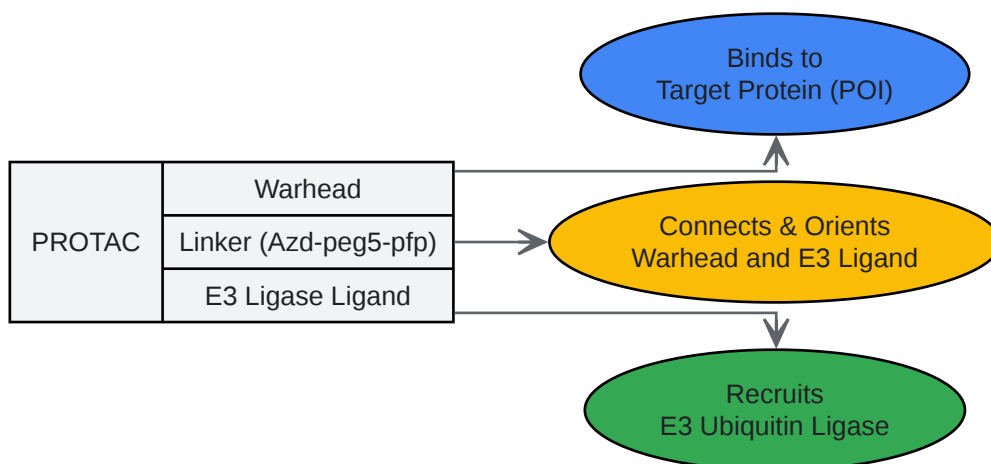 Binds to
Target Protein (POI)
PROTAC
Warhead
Linker (Azd-peg5-pfp)
E3 Ligase Ligand
Connects & Orients
Warhead and E3 Ligand
Recruits
E3 Ubiquitin Ligase